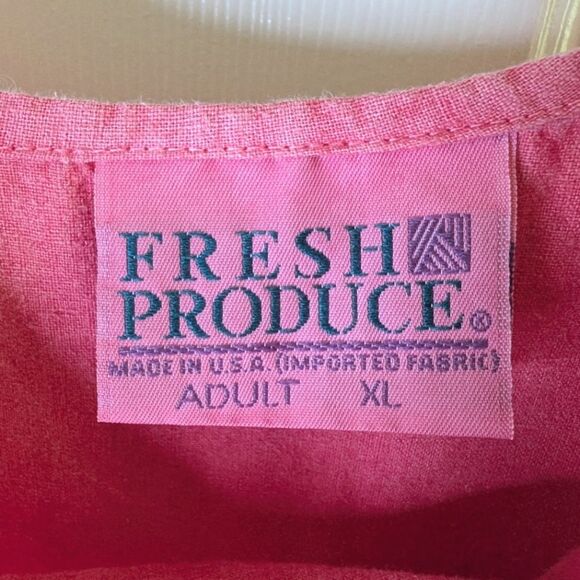 FRESH
PRODUCE®
MADE IN U.S.A. (IMPORTED FABRIC)
ADULT XL